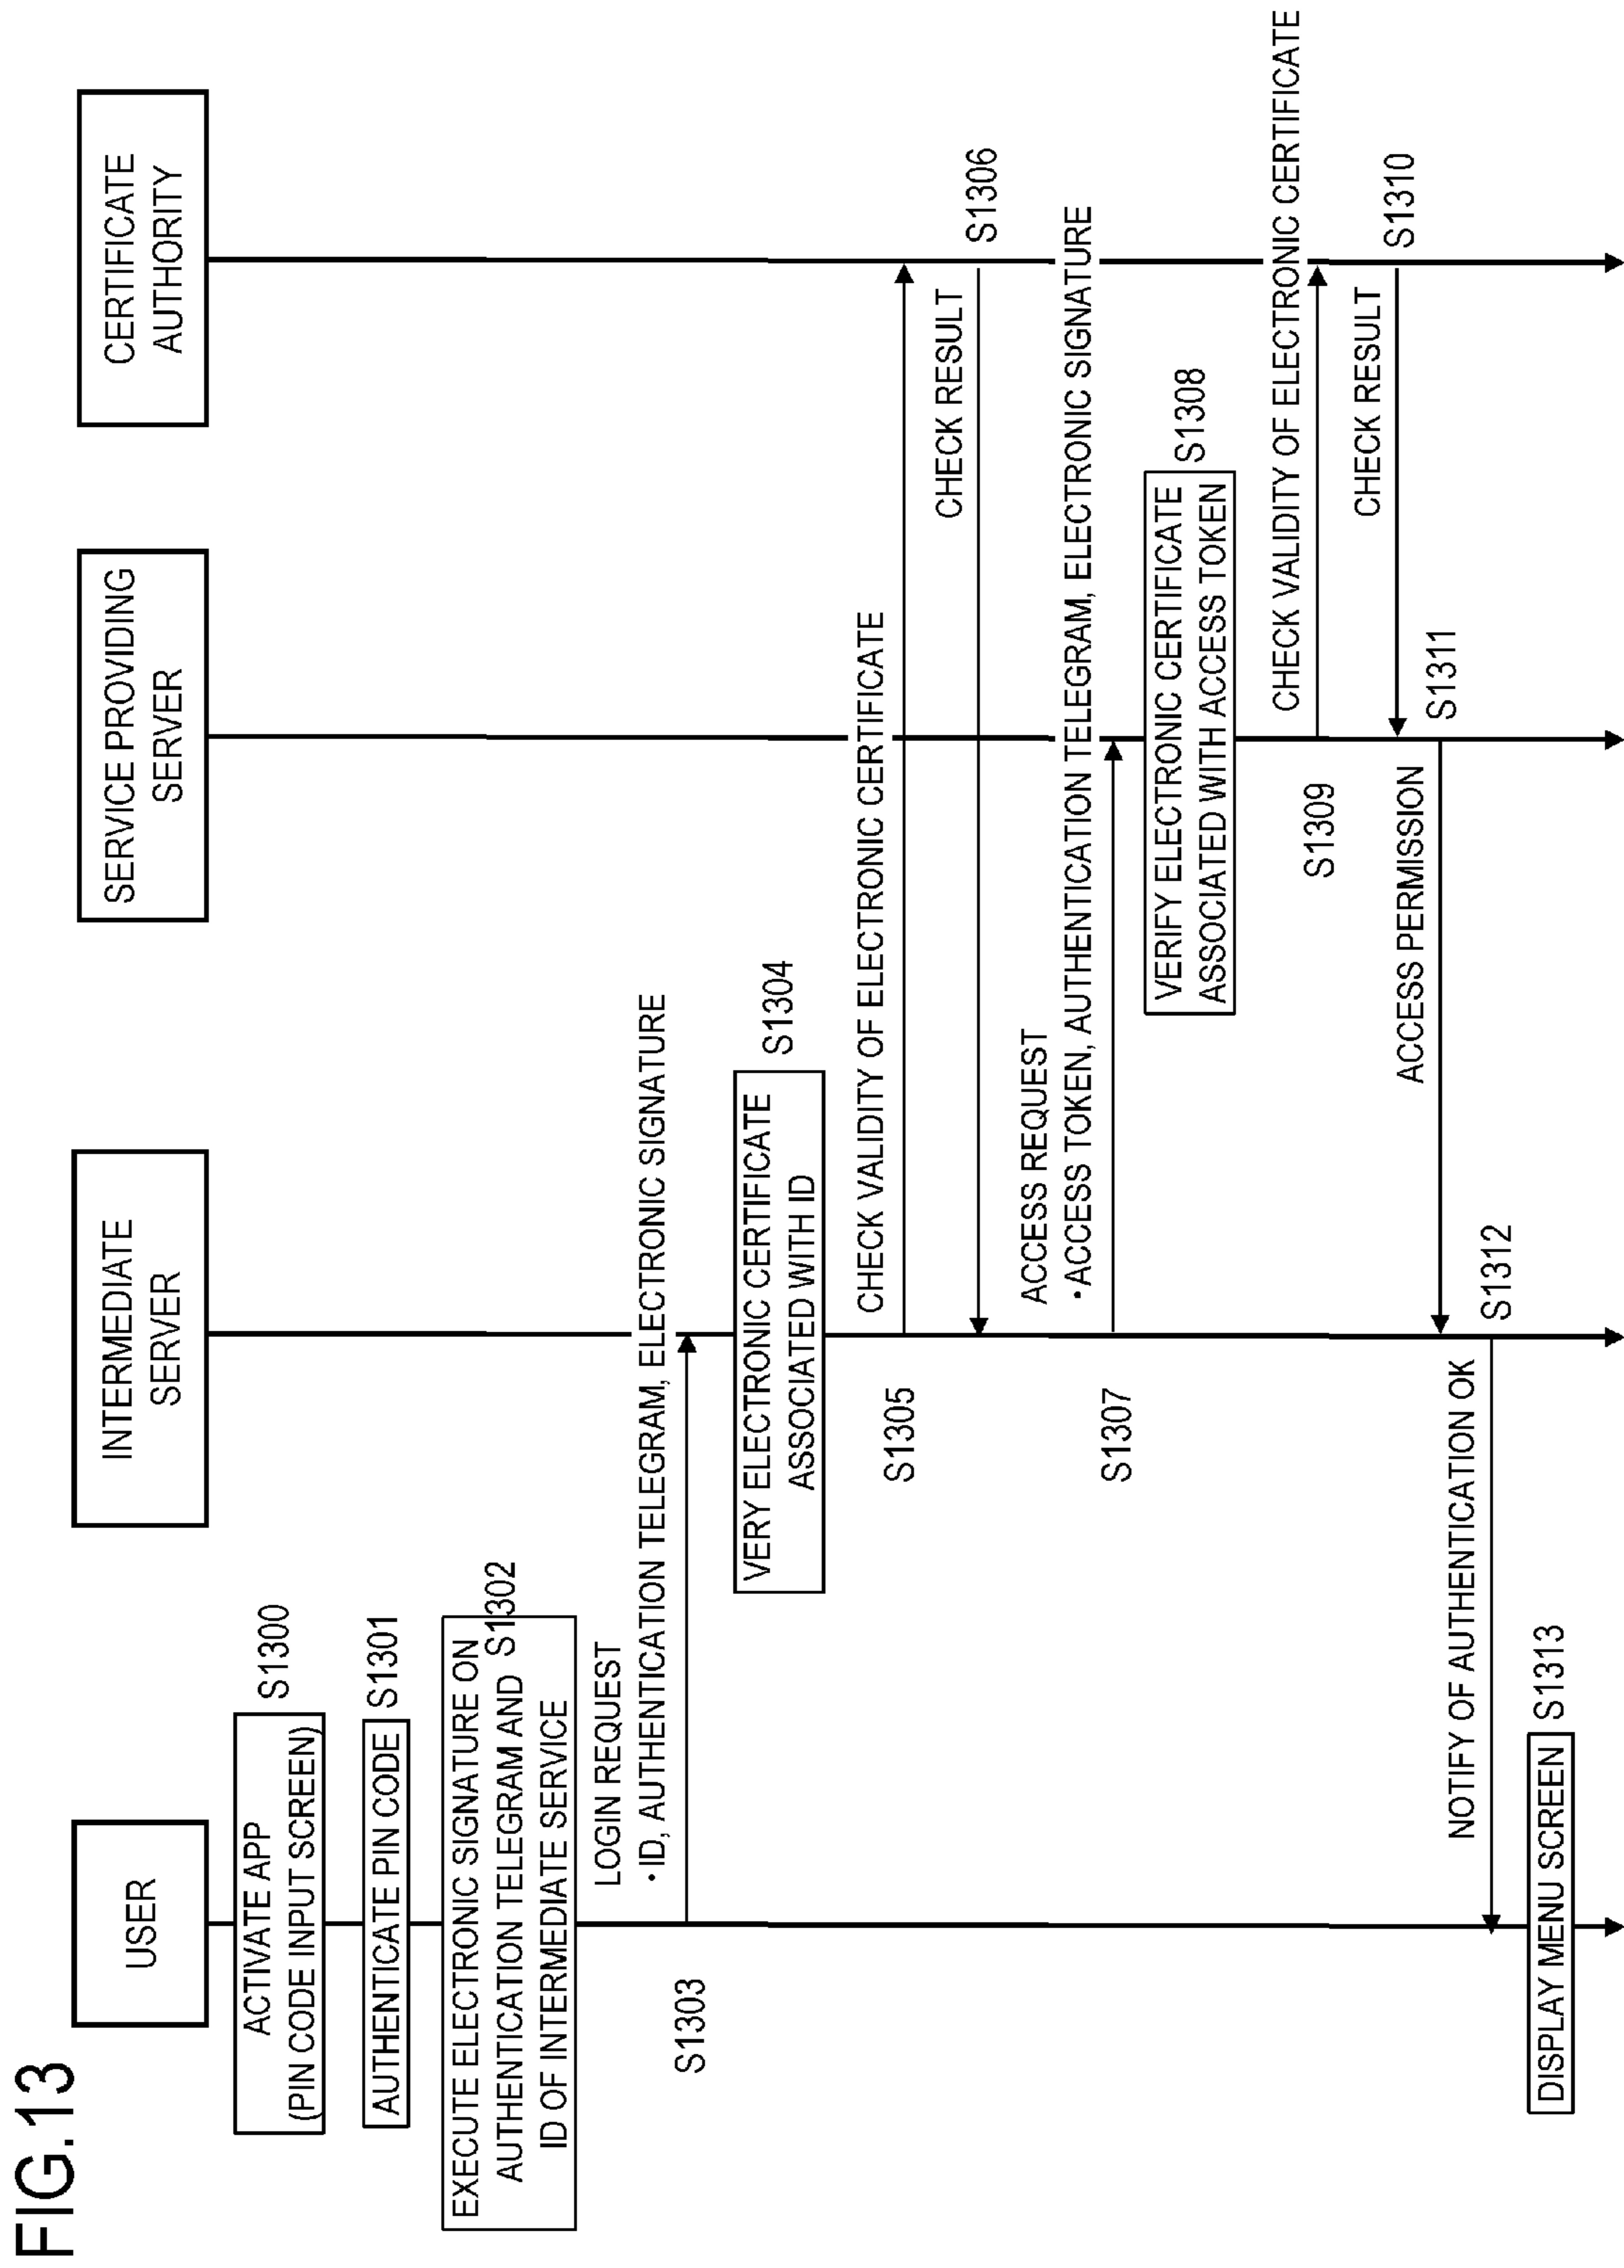 FIG.13
USER
INTERMEDIATE
SERVER
SERVICE PROVIDING
SERVER
CERTIFICATE
AUTHORITY
ACTIVATE APP
(PIN CODE INPUT SCREEN)
S1300
AUTHENTICATE PIN CODE
S1301
EXECUTE ELECTRONIC SIGNATURE ON
AUTHENTICATION TELEGRAM AND
ID OF INTERMEDIATE SERVICE
S1302
LOGIN REQUEST
・ID, AUTHENTICATION TELEGRAM, ELECTRONIC SIGNATURE
S1303
VERY ELECTRONIC CERTIFICATE
ASSOCIATED WITH ID
S1304
CHECK VALIDITY OF ELECTRONIC CERTIFICATE
S1305
CHECK RESULT
S1306
ACCESS REQUEST
・ACCESS TOKEN, AUTHENTICATION TELEGRAM, ELECTRONIC SIGNATURE
S1307
VERIFY ELECTRONIC CERTIFICATE
ASSOCIATED WITH ACCESS TOKEN
S1308
CHECK VALIDITY OF ELECTRONIC CERTIFICATE
S1309
CHECK RESULT
S1310
ACCESS PERMISSION
S1311
NOTIFY OF AUTHENTICATION OK
S1312
DISPLAY MENU SCREEN
S1313